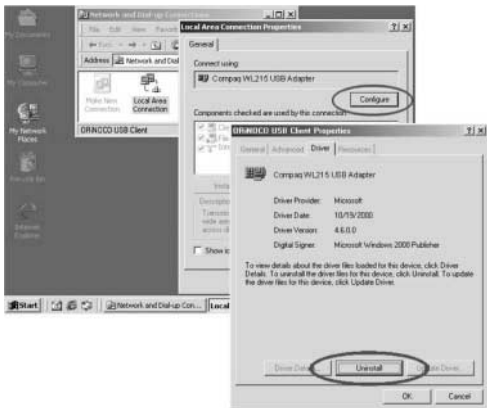 My Documents
My Computer
My Network
Places
Recycle Bin
Internet
Explorer
Network and Dial-up Connections
File Edit View Favorites
Address Network and Dial
Make New
Connection
Local Area
Connection
ORiNOCO USB Client
Local Area Connection Properties
General
Connect using:
Compaq WL215 USB Adapter
Configure
Components checked are used by this connection:
Show ic
ORiNOCO USB Client Properties
General Advanced Driver Resources
Compaq WL215 USB Adapter
Driver Provider: Microsoft
Driver Date: 10/19/2000
Driver Version: 4.6.0.0
Digital Signer: Microsoft Windows 2000 Publisher
To view details about the driver files loaded for this device, click Driver
Details. To uninstall the driver files for this device, click Uninstall. To update
the driver files for this device, click Update Driver.
Driver Details... Uninstall Update Driver...
OK Cancel
Start Network and Dial-up Con... Local